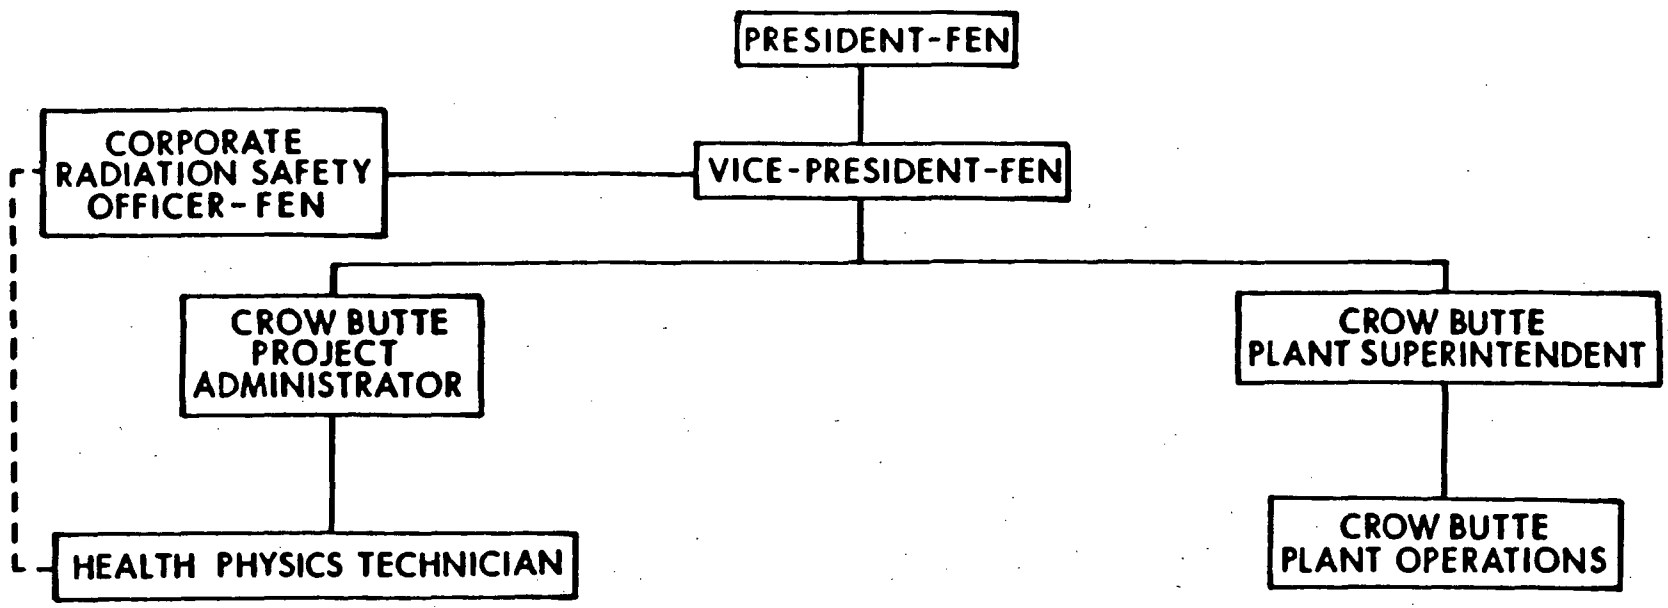 PRESIDENT-FEN
CORPORATE
RADIATION SAFETY
OFFICER-FEN
VICE-PRESIDENT-FEN
CROW BUTTE
PROJECT
ADMINISTRATOR
CROW BUTTE
PLANT SUPERINTENDENT
HEALTH PHYSICS TECHNICIAN
CROW BUTTE
PLANT OPERATIONS